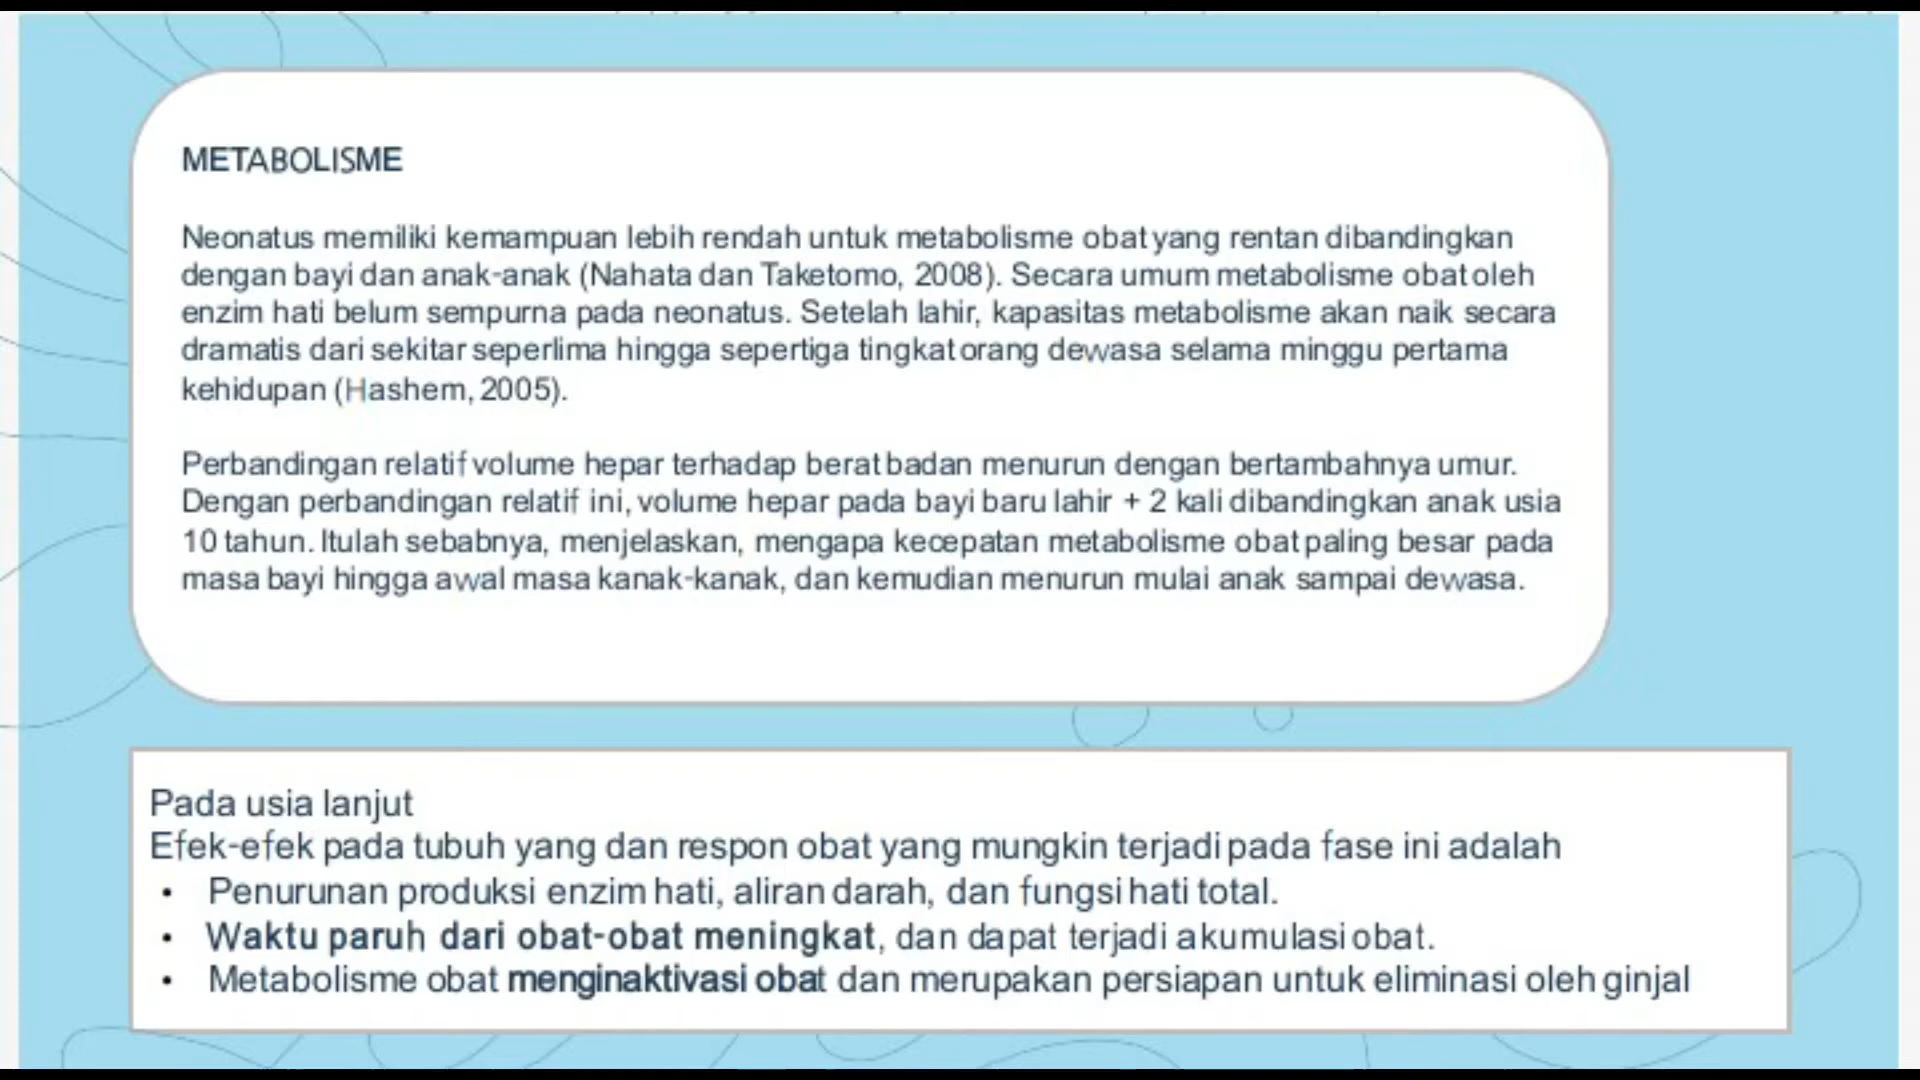 METABOLISME
Neonatus memiliki kemampuan lebih rendah untuk metabolisme obat yang rentan dibandingkan
dengan bayi dan anak-anak (Nahata dan Taketomo, 2008). Secara umum metabolisme obat oleh
enzim hati belum sempurna pada neonatus. Setelah lahir, kapasitas metabolisme akan naik secara
dramatis dari sekitar seperlima hingga sepertiga tingkat orang dewasa selama minggu pertama
kehidupan (Hashem, 2005).
Perbandingan relatif volume hepar terhadap berat badan menurun dengan bertambahnya umur.
Dengan perbandingan relatif ini, volume hepar pada bayi baru lahir + 2 kali dibandingkan anak usia
10 tahun. Itulah sebabnya, menjelaskan, mengapa kecepatan metabolisme obat paling besar pada
masa bayi hingga awal masa kanak-kanak, dan kemudian menurun mulai anak sampai dewasa.
Pada usia lanjut
Efek-efek pada tubuh yang dan respon obat yang mungkin terjadi pada fase ini adalah
• Penurunan produksi enzim hati, aliran darah, dan fungsi hati total.
• Waktu paruh dari obat-obat meningkat, dan dapat terjadi akumulasi obat.
• Metabolisme obat menginaktivasi obat dan merupakan persiapan untuk eliminasi oleh ginjal